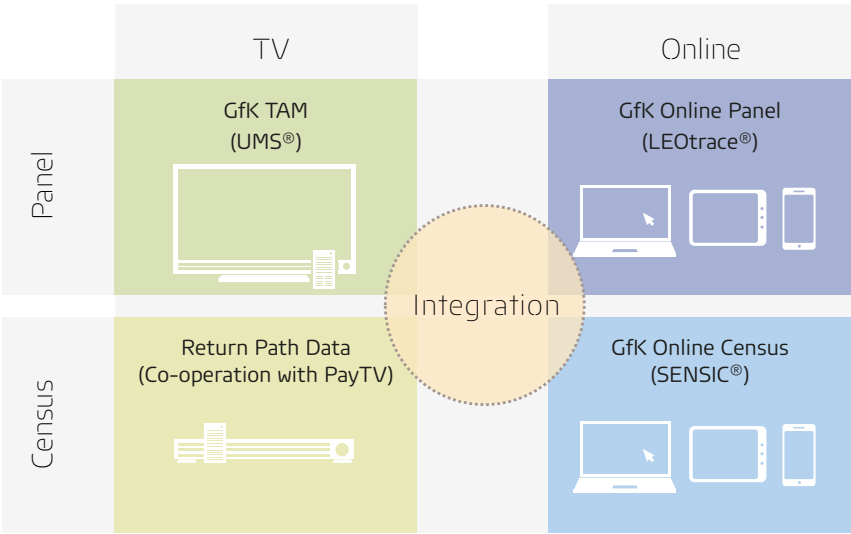 TV
Online
Panel
GfK TAM
(UMS®)
GfK Online Panel
(LEOtrace®)
Integration
Census
Return Path Data
(Co-operation with PayTV)
GfK Online Census
(SENSIC®)